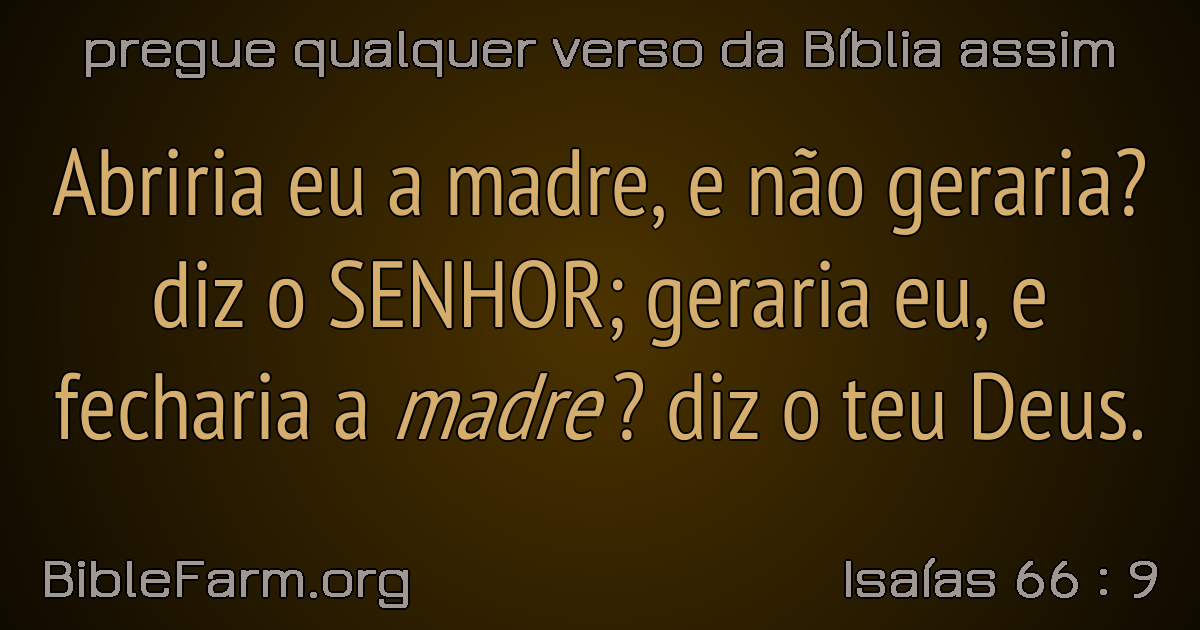 pregue qualquer verso da Bíblia assim
Abriria eu a madre, e não geraria?
diz o SENHOR; geraria eu, e
fecharia a madre? diz o teu Deus.
BibleFarm.org
Isaías 66 : 9